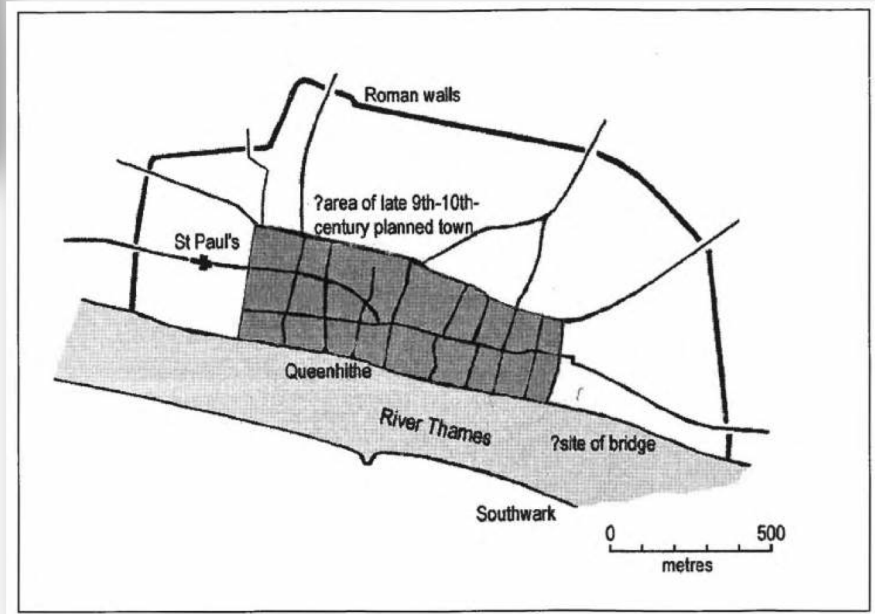 Roman walls
?area of late 9th-10th-
century planned town
St Paul's
Queenhithe
River Thames
?site of bridge
Southwark
0 500
metres